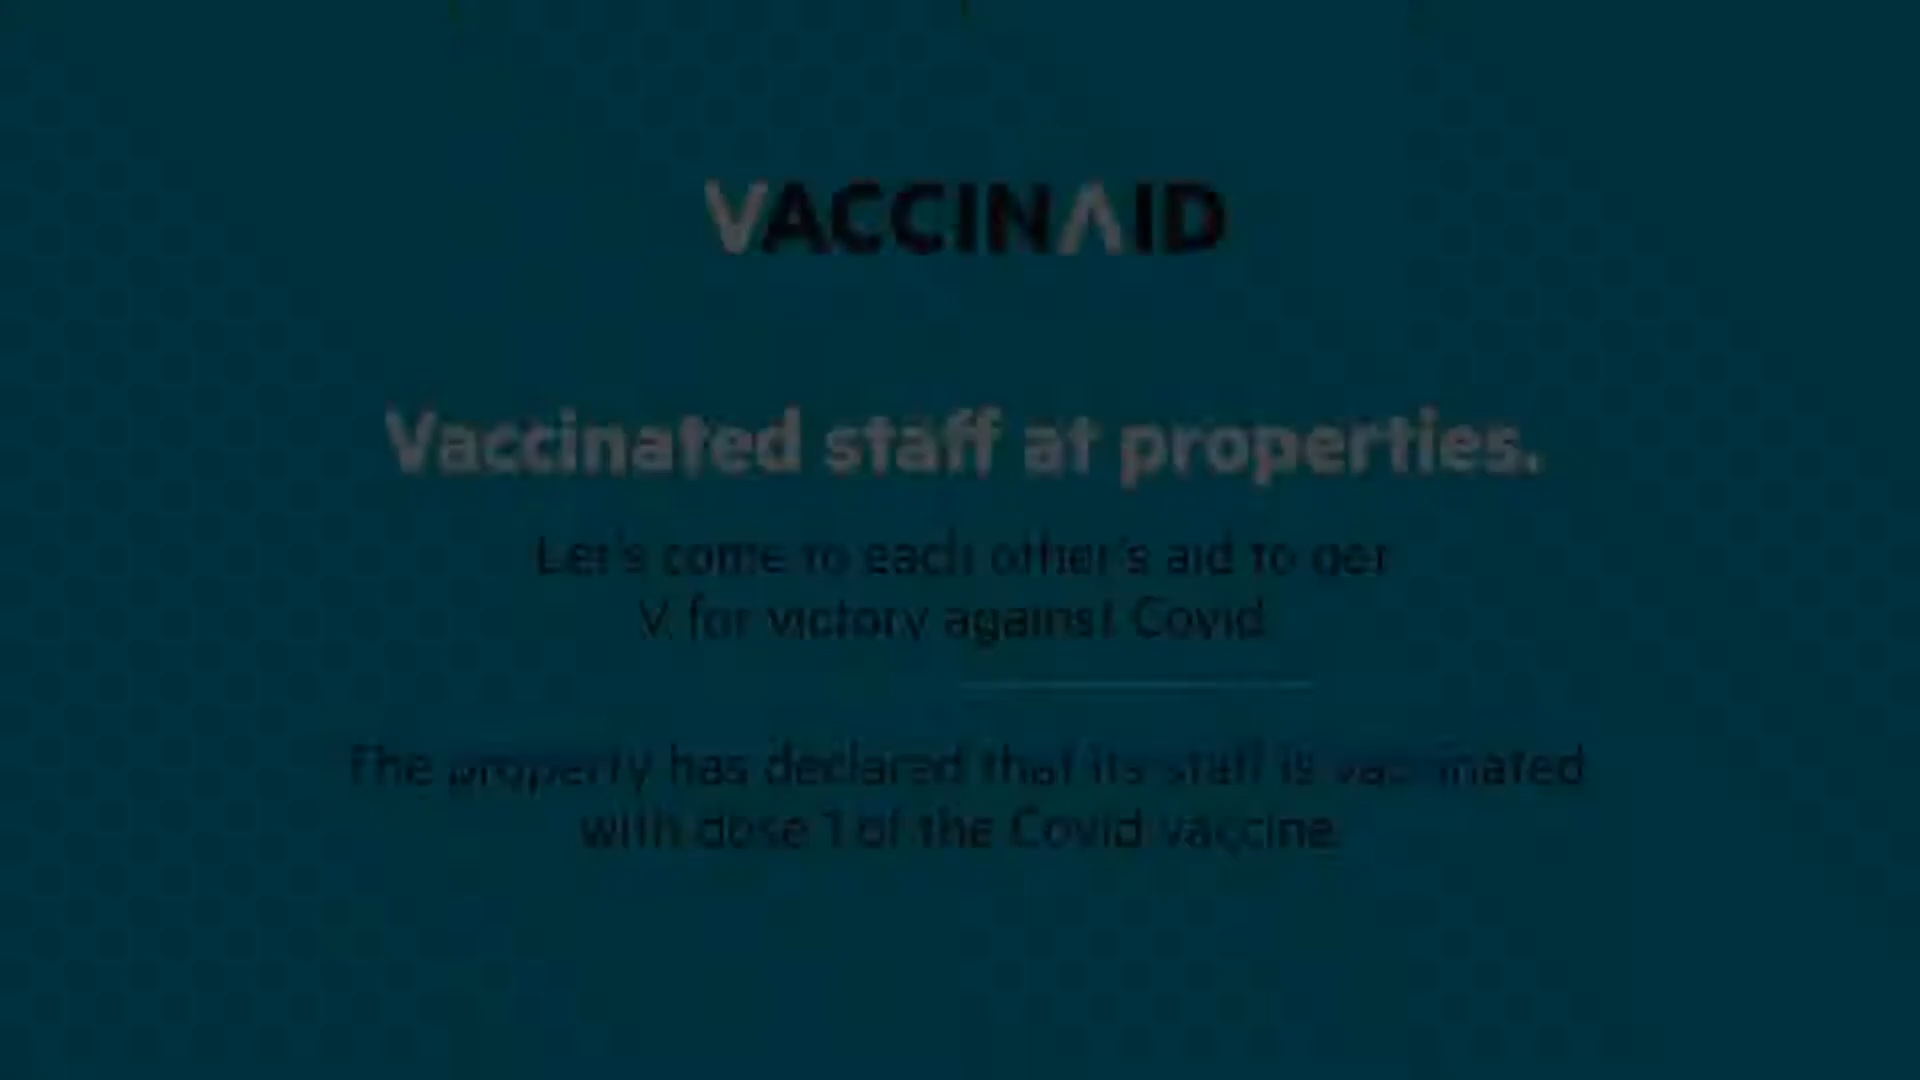 VACCINAID
Vaccinated staff at properties.
Let's come to each other's aid to get
V for victory against Covid
The property has declared that its staff is vaccinated
with dose 1 of the Covid vaccine